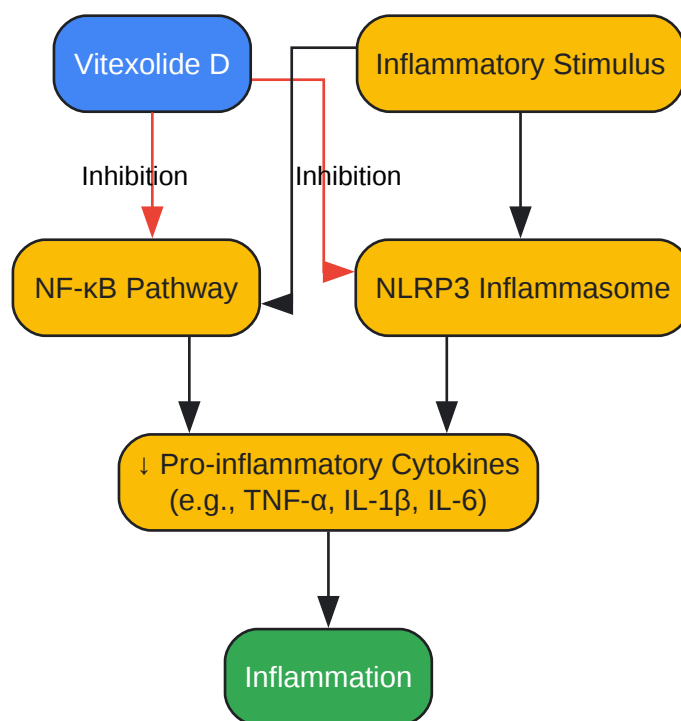 Vitexolide D
Inflammatory Stimulus
Inhibition
Inhibition
NF-κB Pathway
NLRP3 Inflammasome
↓ Pro-inflammatory Cytokines
(e.g., TNF-α, IL-1β, IL-6)
Inflammation